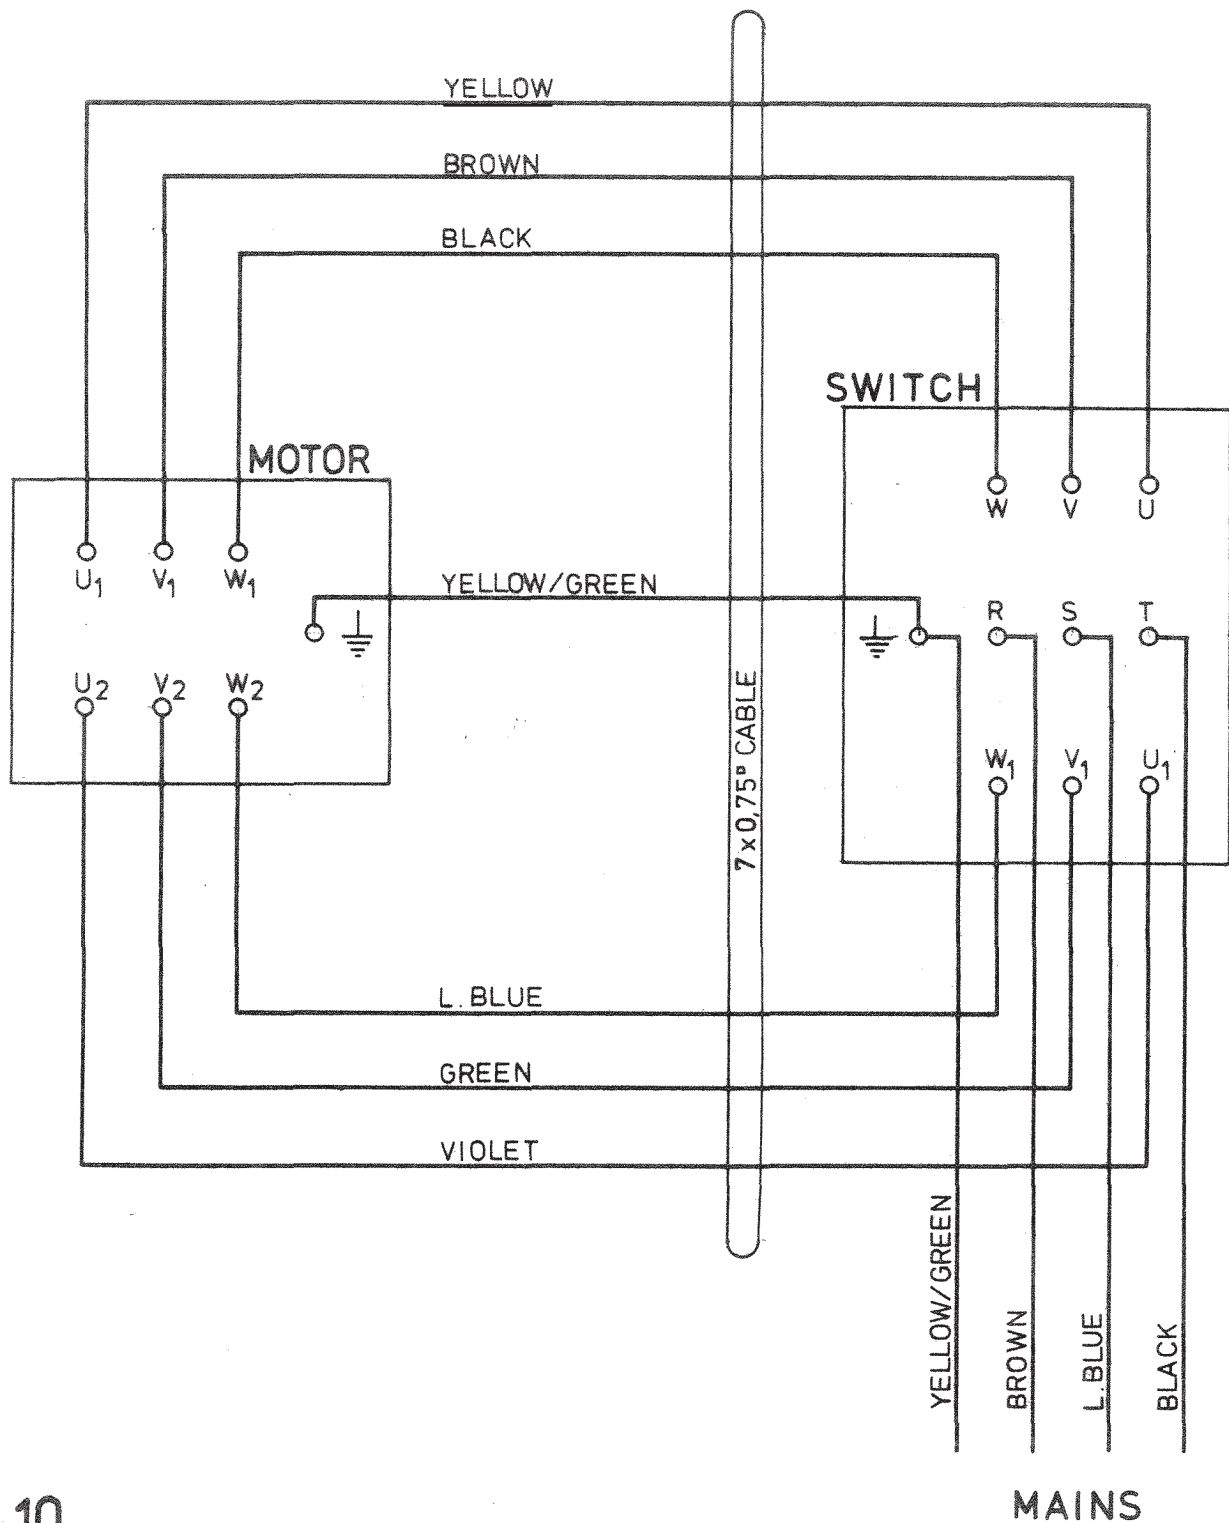 YELLOW
BROWN
BLACK
SWITCH
MOTOR
W V U
U1 V1 W1
YELLOW/GREEN
R S T
U2 V2 W2
7x0,75□ CABLE
W1 V1 U1
L. BLUE
GREEN
VIOLET
YELLOW/GREEN
BROWN
L. BLUE
BLACK
MAINS
10